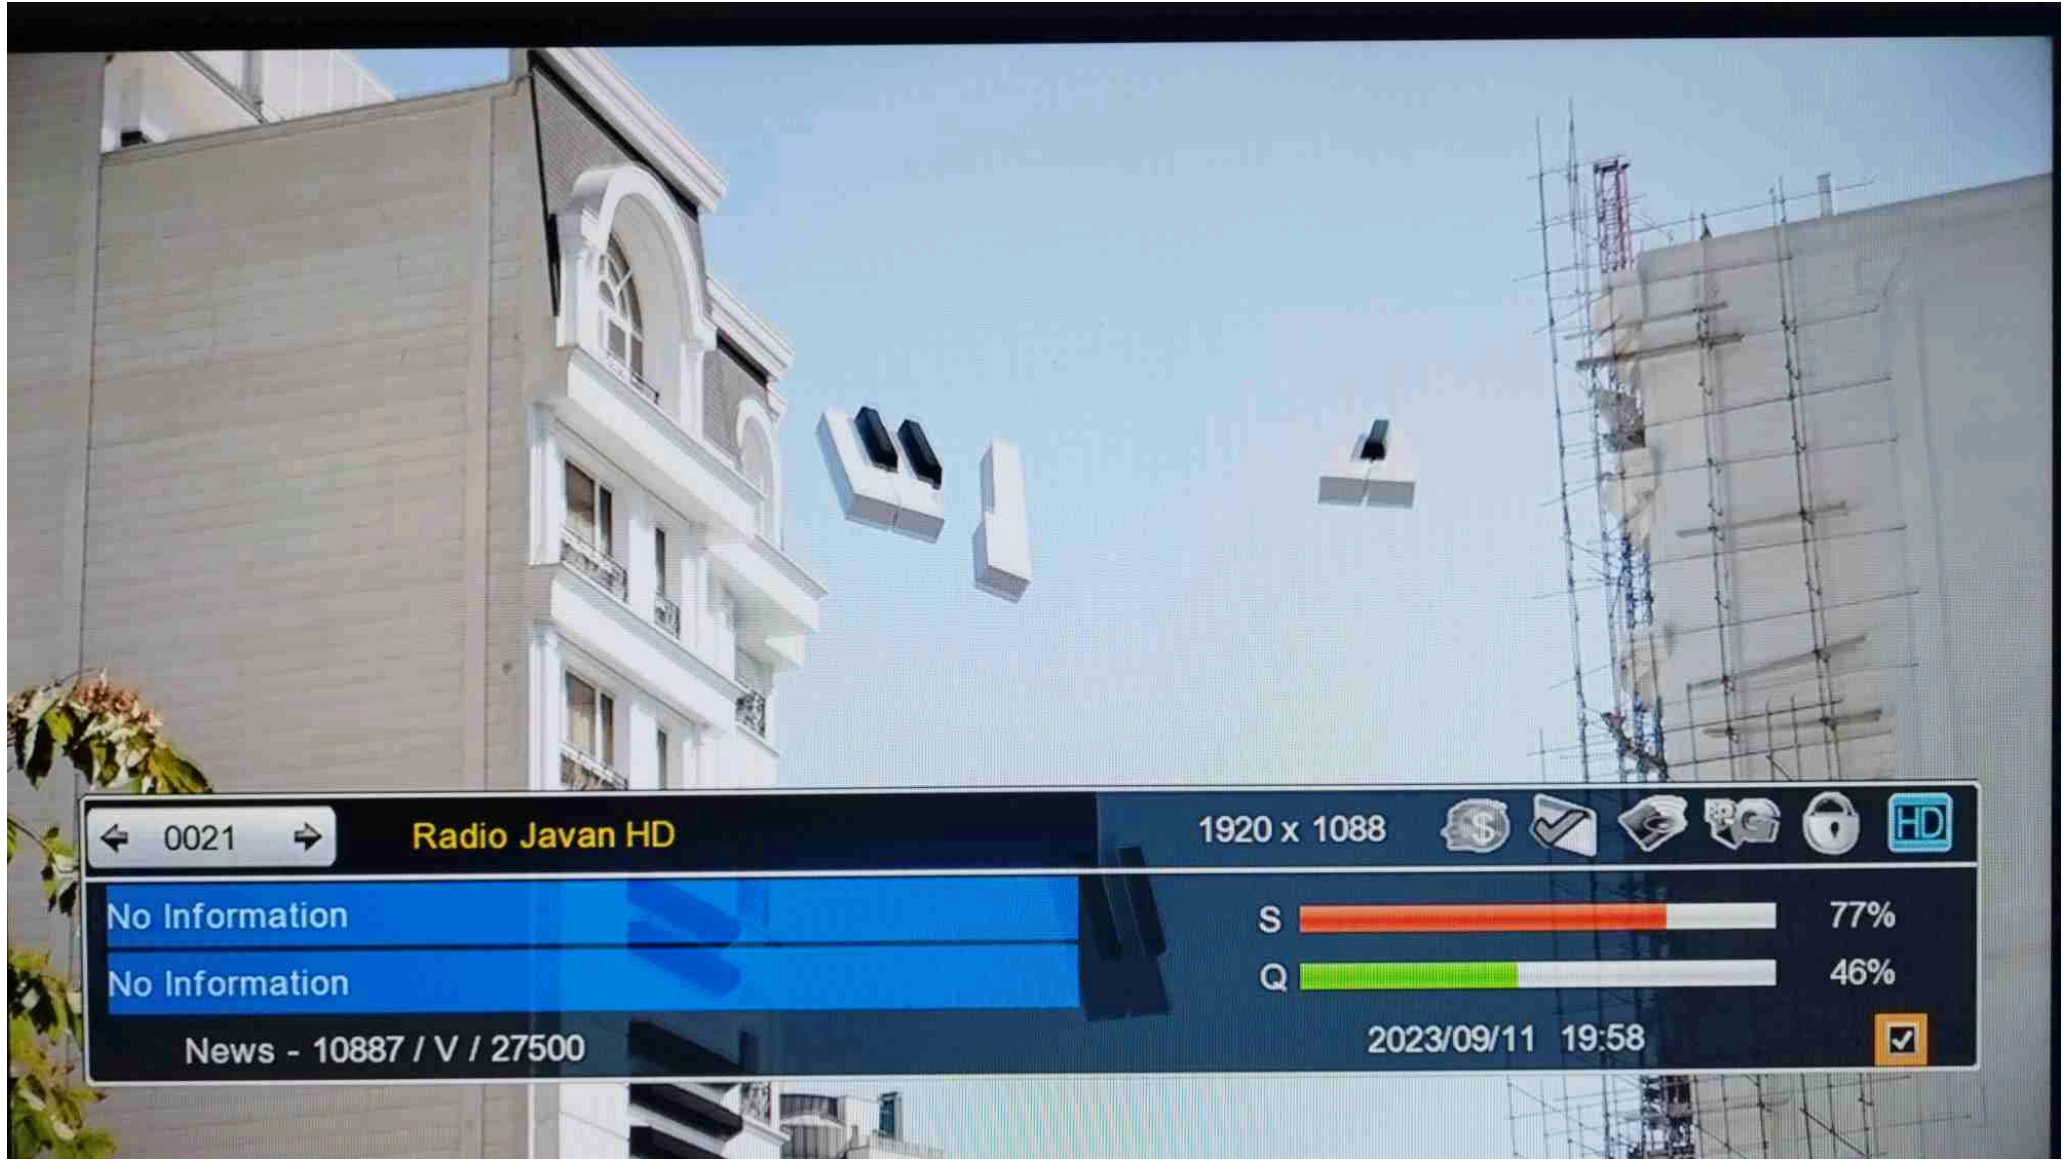 0021
Radio Javan HD
1920 x 1088
HD
No Information
No Information
S 77%
Q 46%
News - 10887 / V / 27500
2023/09/11 19:58